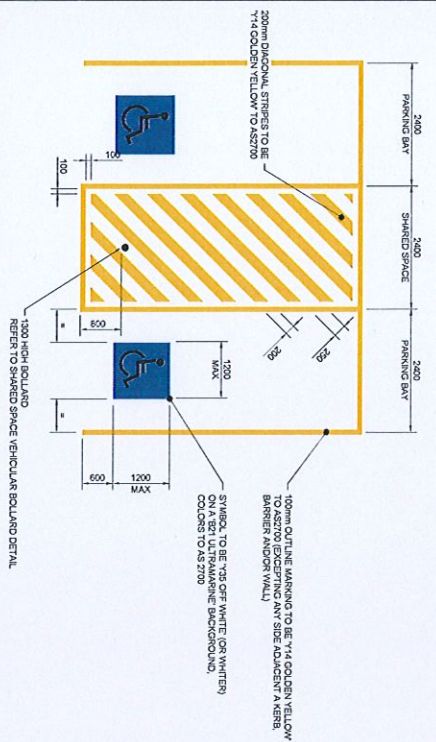 2400
PARKING BAY
2400
SHARED SPACE
2400
PARKING BAY
200mm DIAGONAL STRIPES TO BE
'Y14 GOLDEN YELLOW' TO AS2700
100mm OUTLINE MARKING TO BE 'Y14 GOLDEN YELLOW'
TO AS2700 (EXCEPTING ANY SIDE ADJACENT A KERB,
BARRIER AND/OR WALL)
250
200
100
100
800
=
1200
MAX
=
1200
MAX
600
SYMBOL TO BE 'Y35 OFF WHITE' (OR WHITER)
ON A 'B21 ULTRAMARINE' BACKGROUND,
COLORS TO AS 2700
1300 HIGH BOLLARD
REFER TO SHARED SPACE VEHICULAR BOLLARD DETAIL